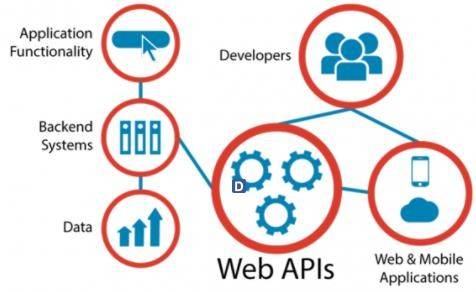 Application
Functionality
Developers
Backend
Systems
D
Data
Web APIs
Web & Mobile
Applications